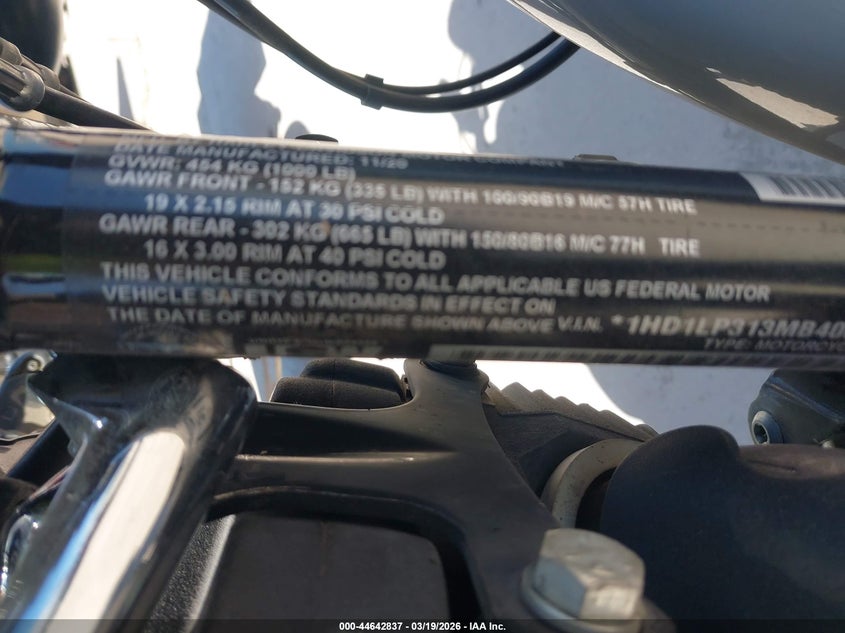 DATE MANUFACTURED: 11/20 MOTOR COMPANY
GVWR: 454 KG (1000 LB)
GAWR FRONT - 152 KG (335 LB) WITH 100/90B19 M/C 57H TIRE
19 X 2.15 RIM AT 30 PSI COLD
GAWR REAR - 302 KG (665 LB) WITH 150/80B16 M/C 77H TIRE
16 X 3.00 RIM AT 40 PSI COLD
THIS VEHICLE CONFORMS TO ALL APPLICABLE US FEDERAL MOTOR
VEHICLE SAFETY STANDARDS IN EFFECT ON
THE DATE OF MANUFACTURE SHOWN ABOVE V.I.N. *1HD1LP313MB40
TYPE: MOTORCYC
000-44642837 - 03/19/2026 - IAA Inc.